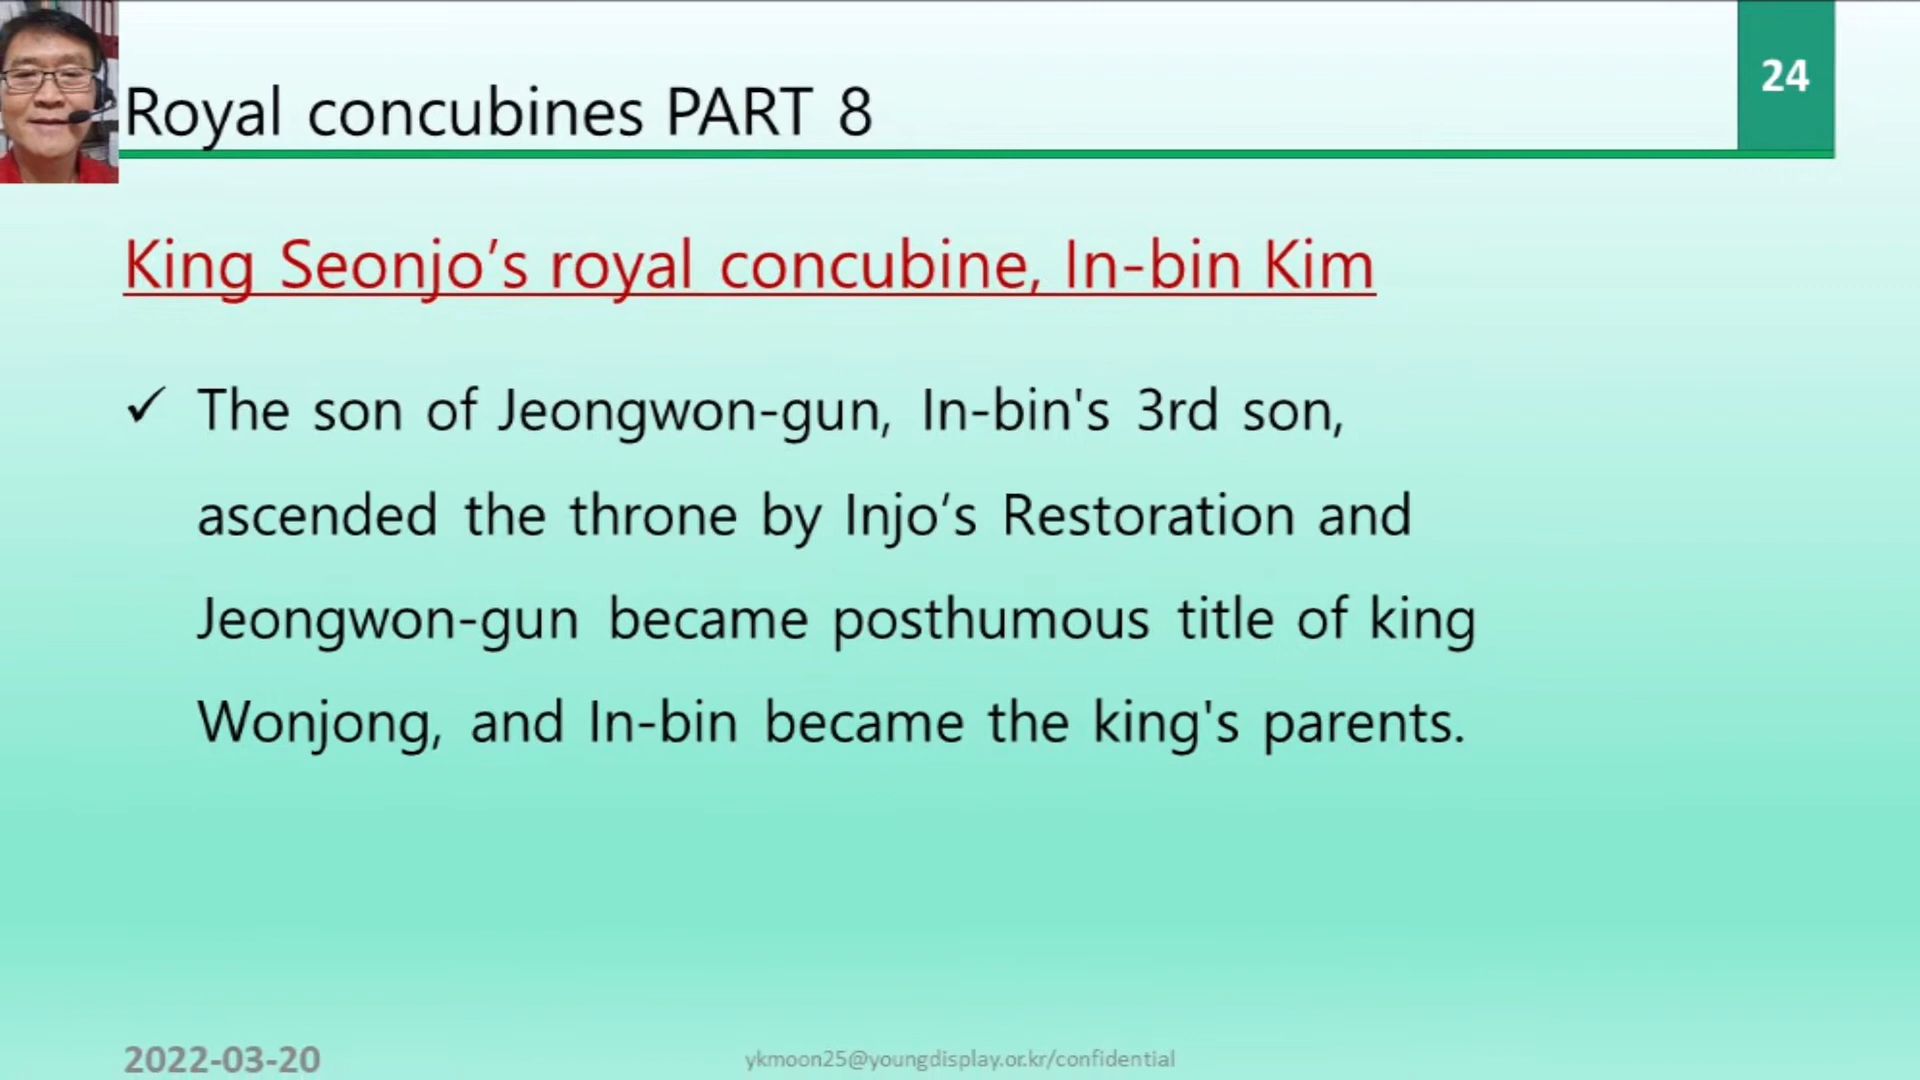 24
Royal concubines PART 8
King Seonjo’s royal concubine, In-bin Kim
✓ The son of Jeongwon-gun, In-bin's 3rd son,
ascended the throne by Injo’s Restoration and
Jeongwon-gun became posthumous title of king
Wonjong, and In-bin became the king's parents.
2022-03-20
ykmoon25@youngdisplay.or.kr/confidential